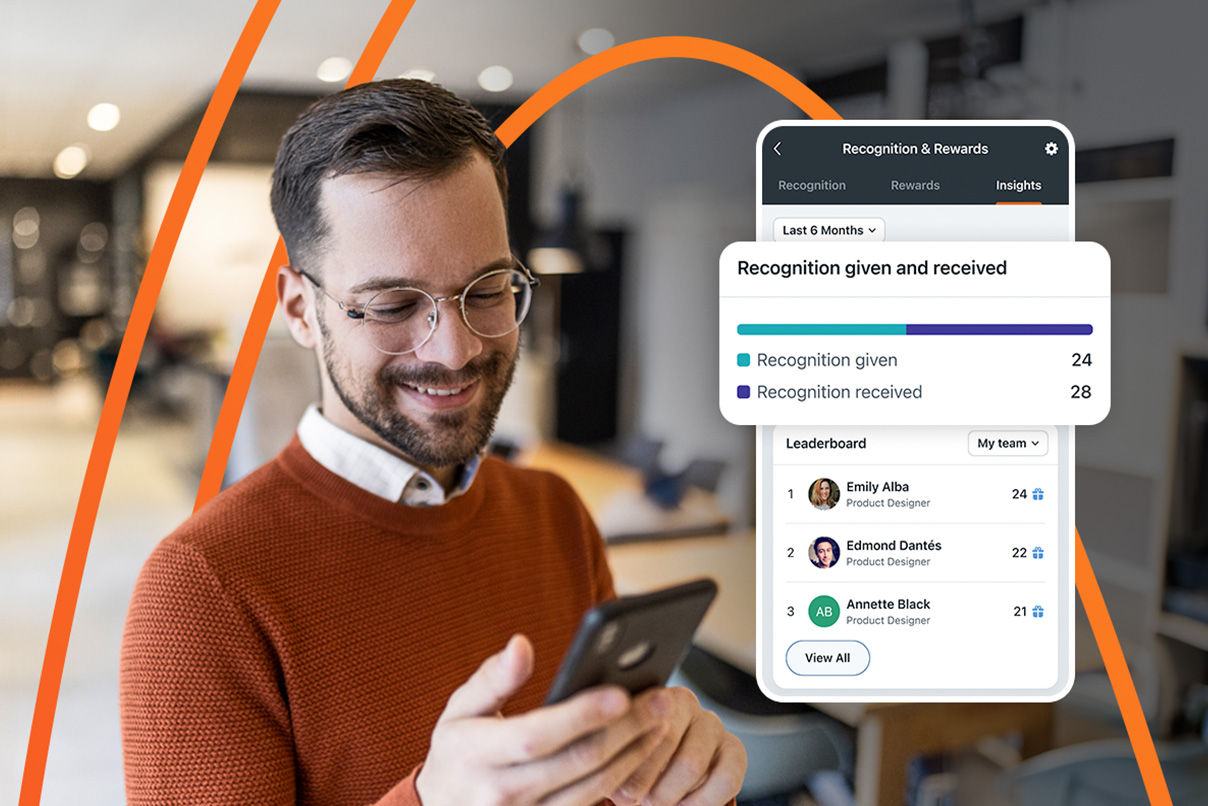 Recognition & Rewards
Recognition Rewards Insights
Last 6 Months
Recognition given and received
Recognition given 24
Recognition received 28
Leaderboard My team
1 Emily Alba 24
Product Designer
2 Edmond Dantés 22
Product Designer
3 AB Annette Black 21
Product Designer
View All